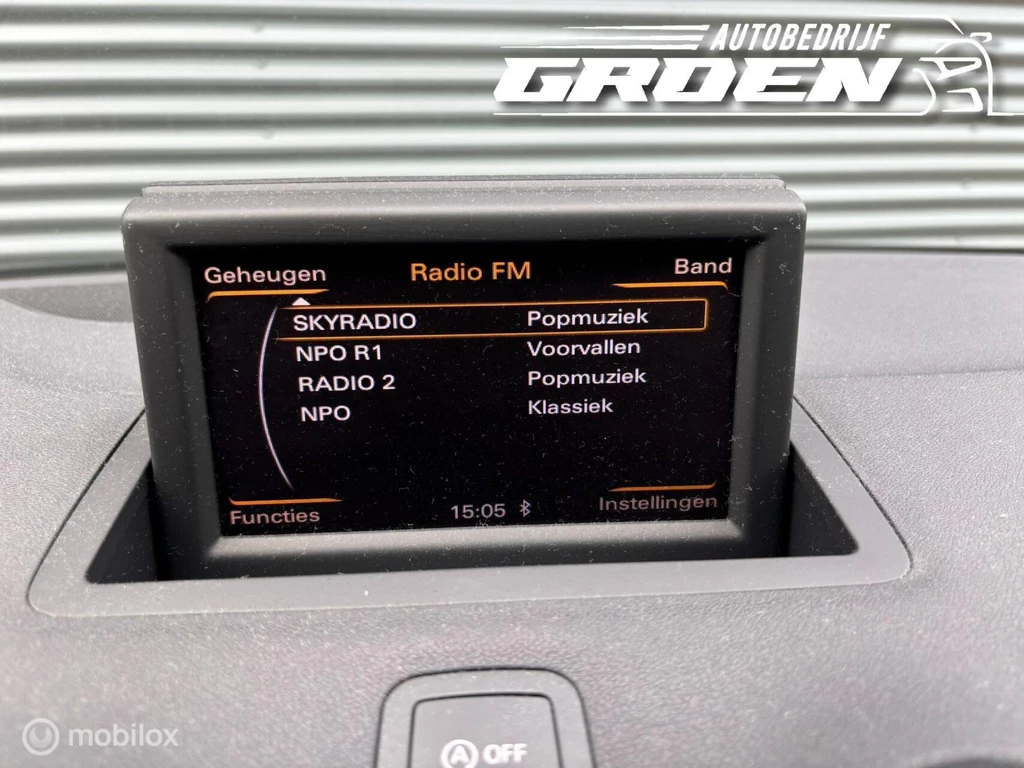 AUTOBEDRIJF
GROEN
Geheugen Radio FM Band
SKYRADIO Popmuziek
NPO R1 Voorvallen
RADIO 2 Popmuziek
NPO Klassiek
Functies 15:05 Instellingen
A OFF
mobilox